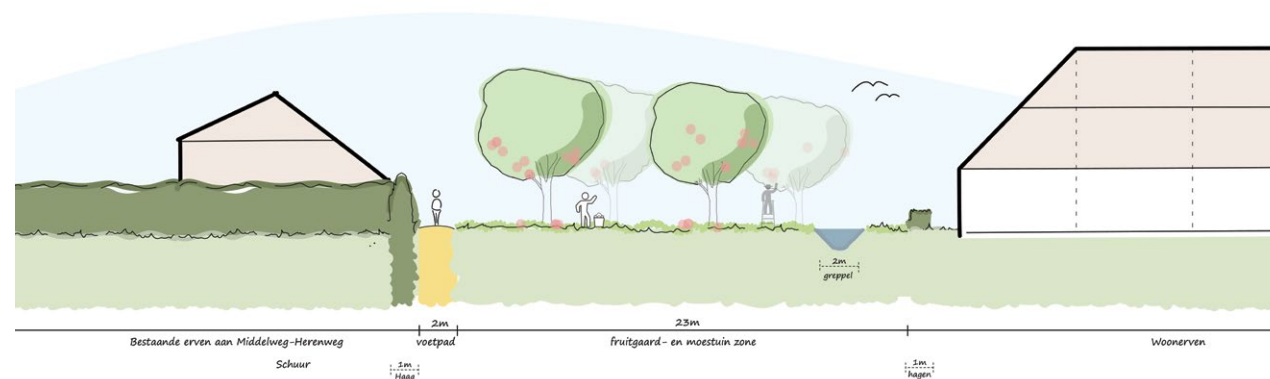 2m
greppel
2m
23m
Bestaande erven aan Middelweg-Herenweg
voetpad
fruitgaard- en moestuin zone
Woonerven
Schuur
1m
Haag
1m
hagen